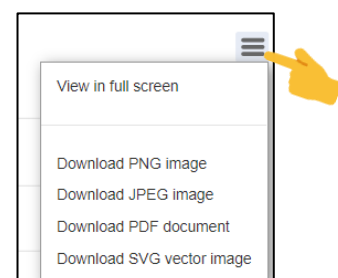 View in full screen
Download PNG image
Download JPEG image
Download PDF document
Download SVG vector image